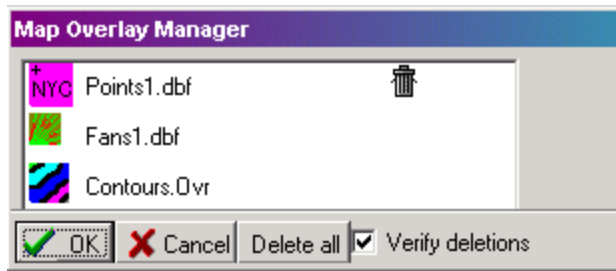 Map Overlay Manager
NYC Points1.dbf
Fans1.dbf
Contours.Ovr
OK Cancel Delete all Verify deletions